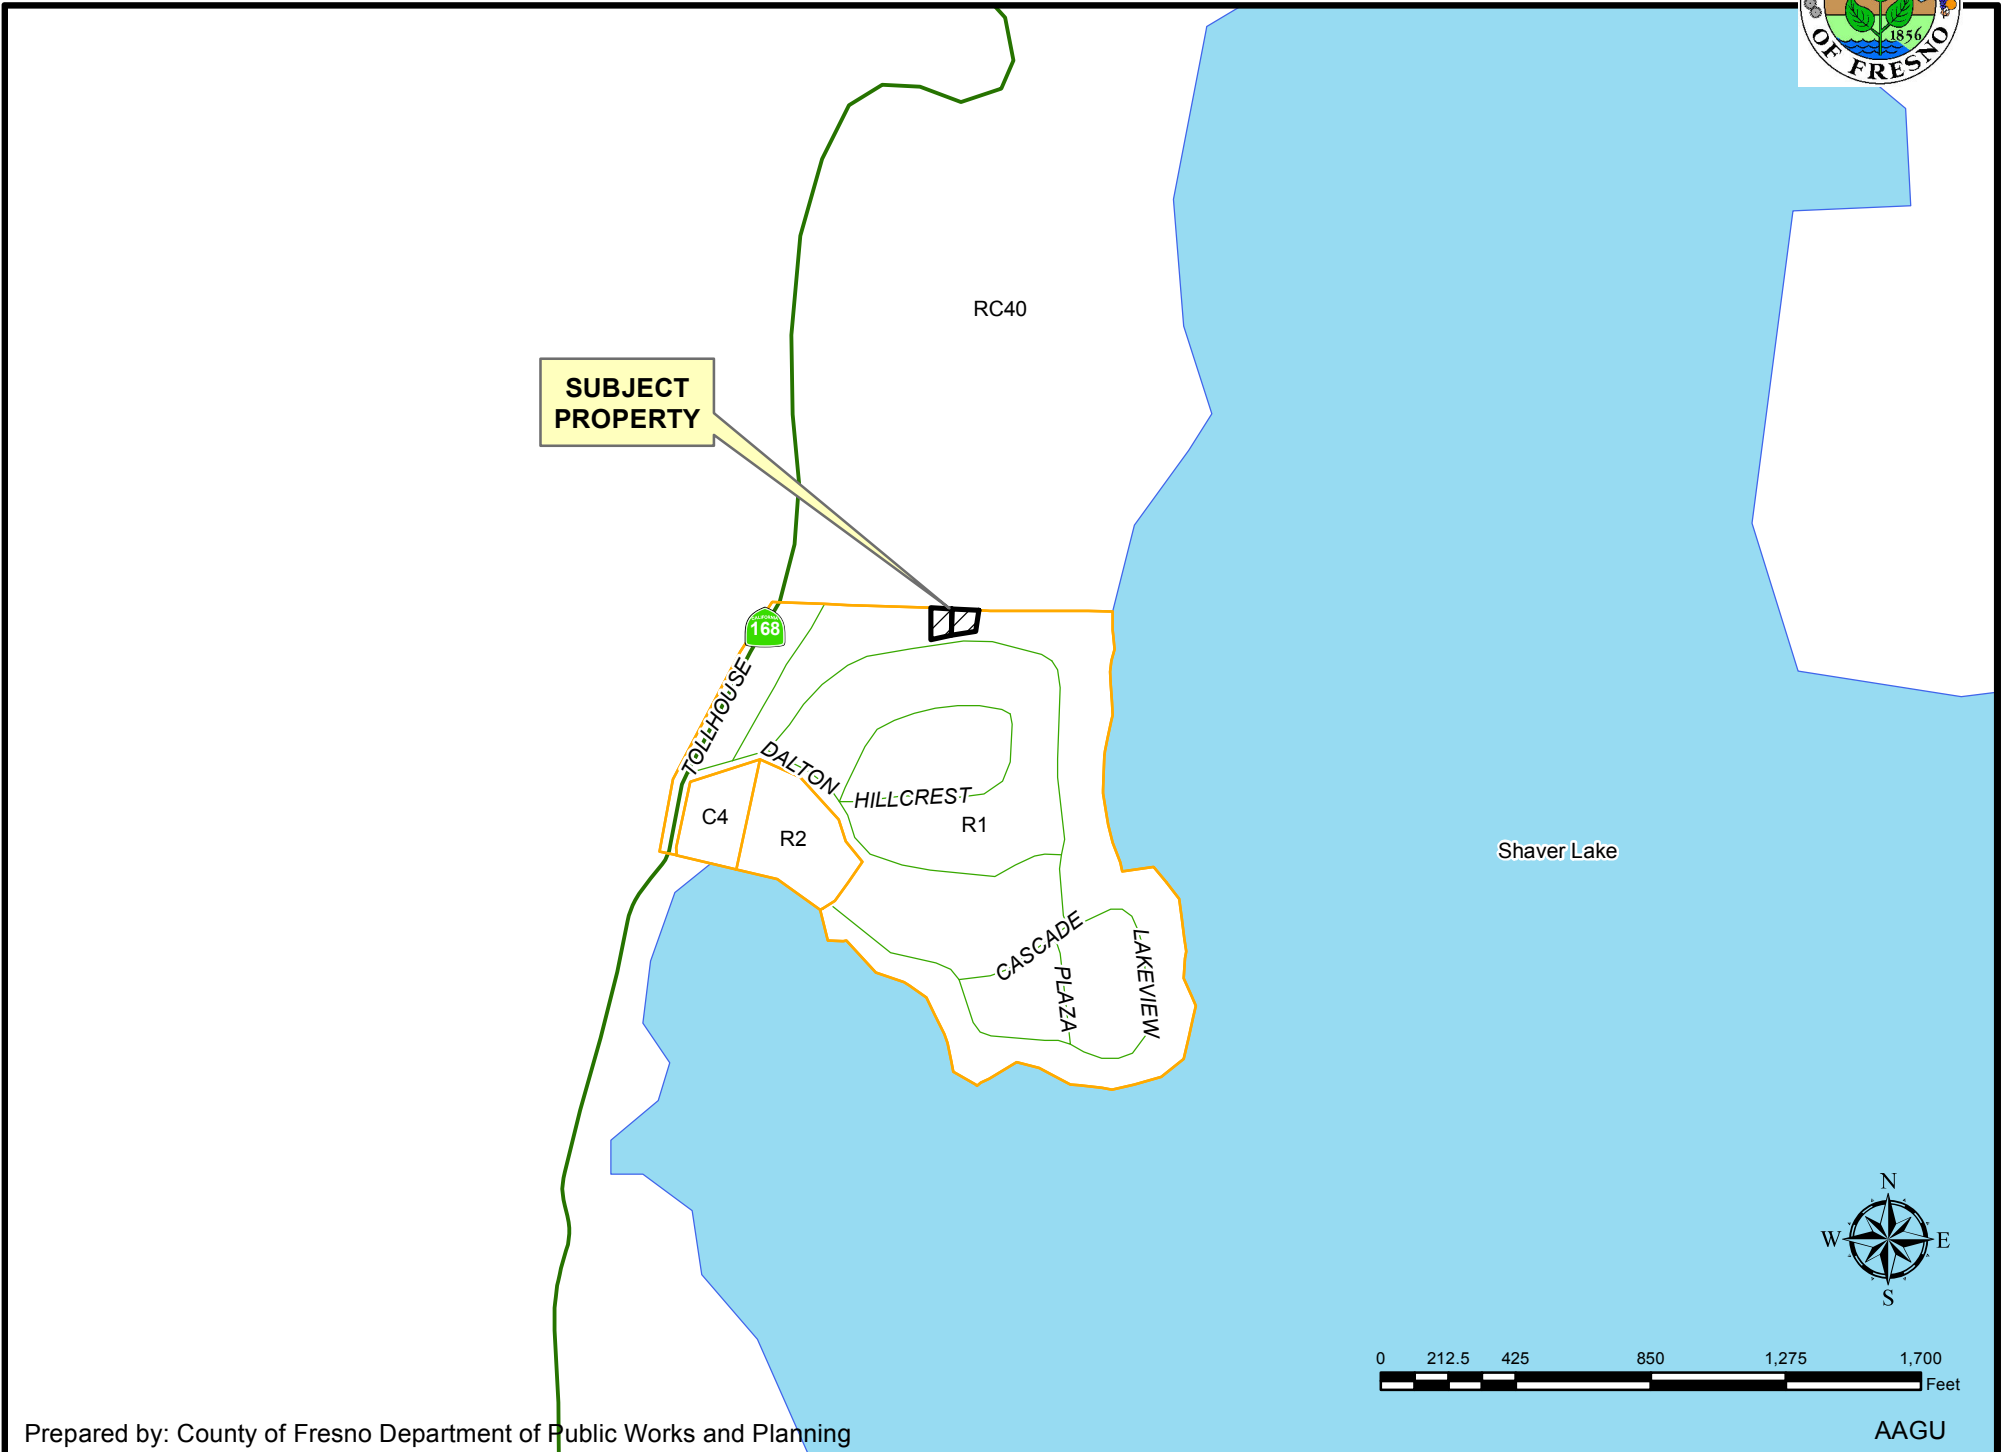 1856
OF FRESNO
RC40
SUBJECT
PROPERTY
168
TOLLHOUSE
DALTON
HILLCREST
C4
R2
R1
Shaver Lake
CASCADE
PLAZA
LAKEVIEW
N
W
E
S
0 212.5 425 850 1,275 1,700
Feet
Prepared by: County of Fresno Department of Public Works and Planning
AAGU